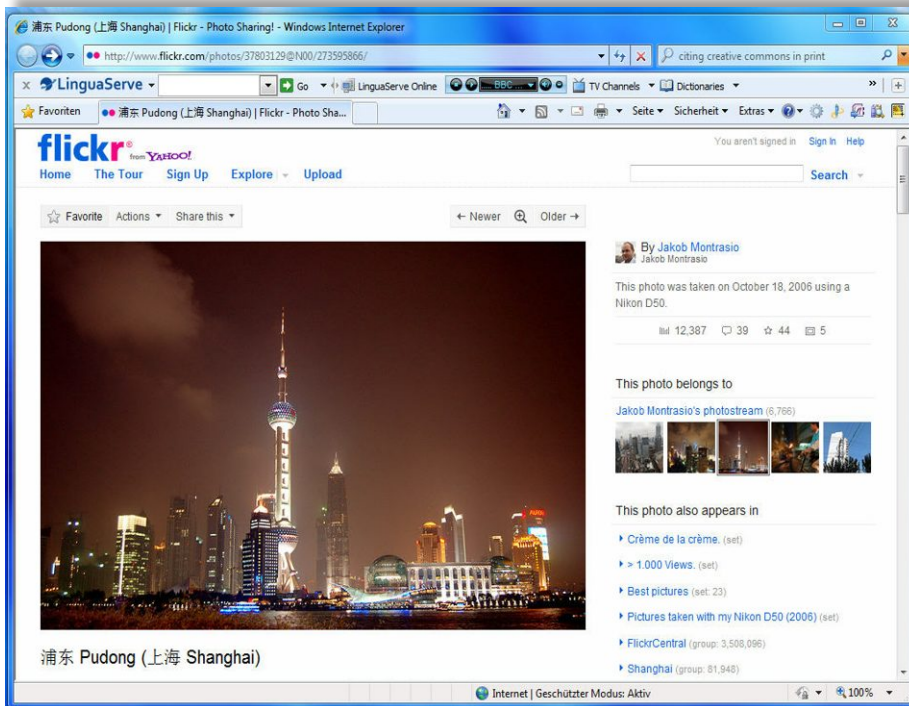 浦东 Pudong (上海 Shanghai) | Flickr - Photo Sharing! - Windows Internet Explorer
http://www.flickr.com/photos/37803129@N00/273595866/
citing creative commons in print
x LinguaServe Go LinguaServe Online BBC TV Channels Dictionaries »
Favoriten 浦东 Pudong (上海 Shanghai) | Flickr - Photo Sha... Seite Sicherheit Extras
flickr® from YAHOO!
You aren't signed in Sign In Help
Home The Tour Sign Up Explore Upload Search
Favorite Actions Share this ← Newer Older →
By Jakob Montrasio
Jakob Montrasio
This photo was taken on October 18, 2006 using a
Nikon D50.
12,387 39 44 5
This photo belongs to
Jakob Montrasio's photostream (6,766)
This photo also appears in
Crème de la crème. (set)
> 1.000 Views. (set)
Best pictures (set: 23)
Pictures taken with my Nikon D50 (2006) (set)
FlickrCentral (group: 3,508,096)
Shanghai (group: 81,948)
浦东 Pudong (上海 Shanghai)
Internet | Geschützter Modus: Aktiv 100%